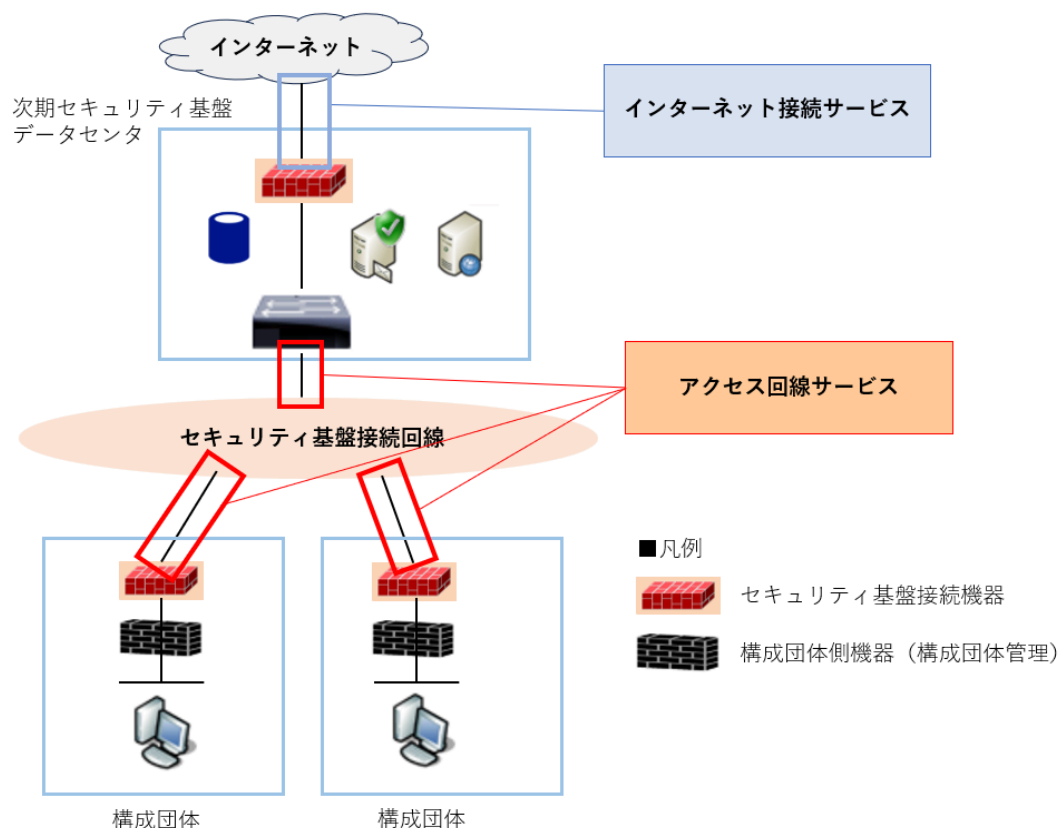 インターネット
次期セキュリティ基盤
データセンタ
インターネット接続サービス
アクセス回線サービス
セキュリティ基盤接続回線
■凡例
セキュリティ基盤接続機器
構成団体側機器（構成団体管理）
構成団体
構成団体